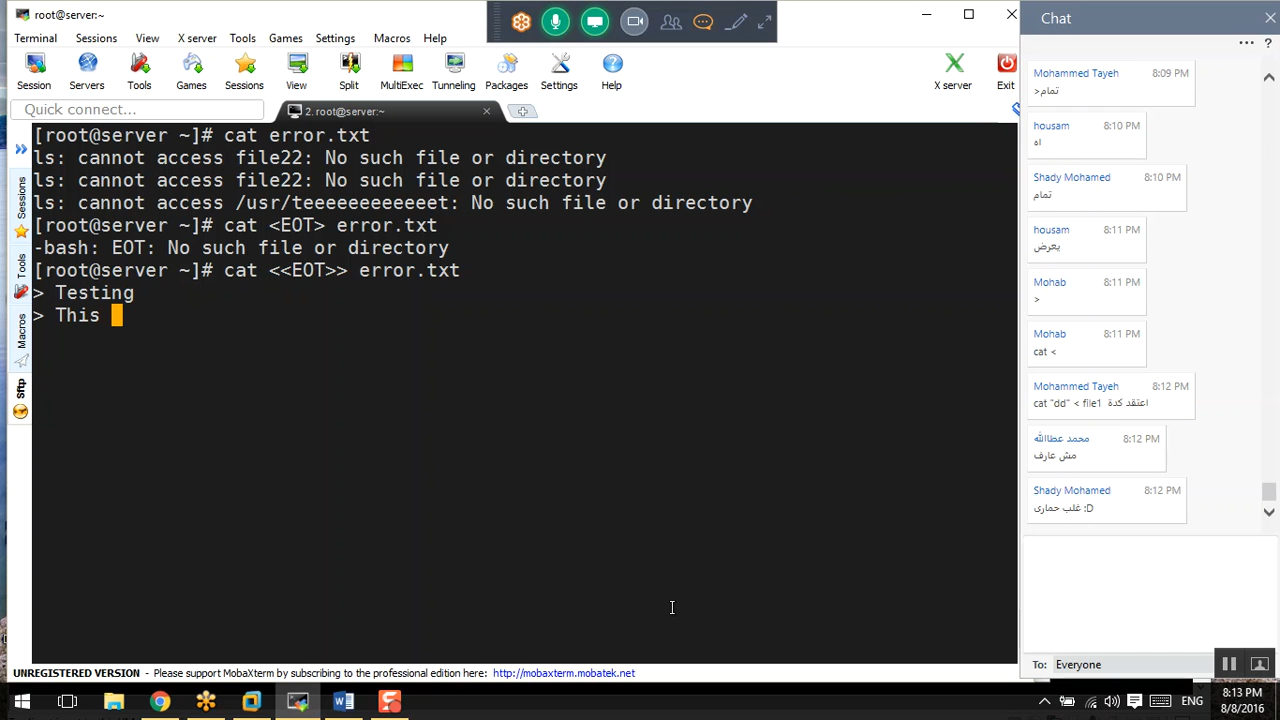 [root@server:~
Terminal Sessions View X server Tools Games Settings Macros Help
Session Servers Tools Games Sessions View Split MultiExec Tunneling Packages Settings Help X server Exit
Quick connect...
2. root@server:~
[root@server ~]# cat error.txt
ls: cannot access file22: No such file or directory
ls: cannot access file22: No such file or directory
ls: cannot access /usr/teeeeeeeeeeeet: No such file or directory
[root@server ~]# cat <EOT> error.txt
-bash: EOT: No such file or directory
[root@server ~]# cat <<EOT>> error.txt
> Testing
> This
Sessions
Tools
Macros
Sftp
UNREGISTERED VERSION - Please support MobaXterm by subscribing to the professional edition here: http://mobaxterm.mobatek.net
Chat
... ?
Mohammed Tayeh 8:09 PM
تمام>
housam 8:10 PM
اه
Shady Mohamed 8:10 PM
تمام
housam 8:11 PM
يعرض
Mohab 8:11 PM
>
Mohab 8:11 PM
cat <
Mohammed Tayeh 8:12 PM
cat "dd" < file1 اعتقد كدة
محمد عطاالله 8:12 PM
مش عارف
Shady Mohamed 8:12 PM
غلب حمارى :D
To: Everyone
ENG
8:13 PM
8/8/2016